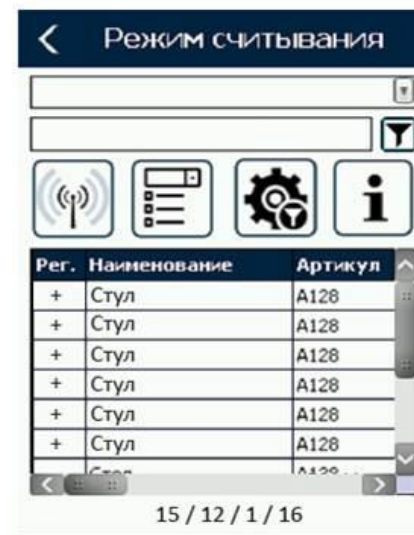 Режим считывания
Рег. Наименование Артикул
+ Стул A128
+ Стул A128
+ Стул A128
+ Стул A128
+ Стул A128
+ Стул A128
15 / 12 / 1 / 16